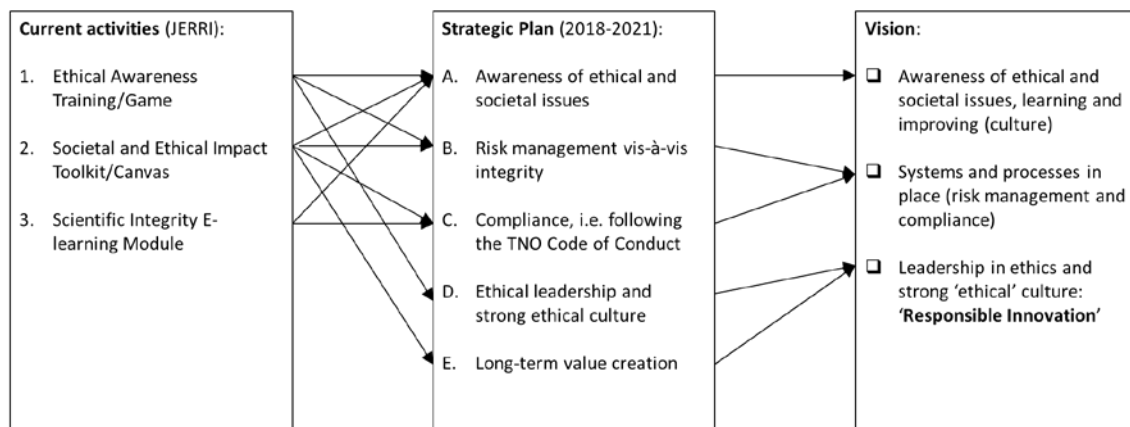 Current activities (JERRI):
1. Ethical Awareness
Training/Game
2. Societal and Ethical Impact
Toolkit/Canvas
3. Scientific Integrity E-
learning Module
Strategic Plan (2018-2021):
A. Awareness of ethical and
societal issues
B. Risk management vis-à-vis
integrity
C. Compliance, i.e. following
the TNO Code of Conduct
D. Ethical leadership and
strong ethical culture
E. Long-term value creation
Vision:
❑ Awareness of ethical and
societal issues, learning and
improving (culture)
❑ Systems and processes in
place (risk management and
compliance)
❑ Leadership in ethics and
strong ‘ethical’ culture:
‘Responsible Innovation’